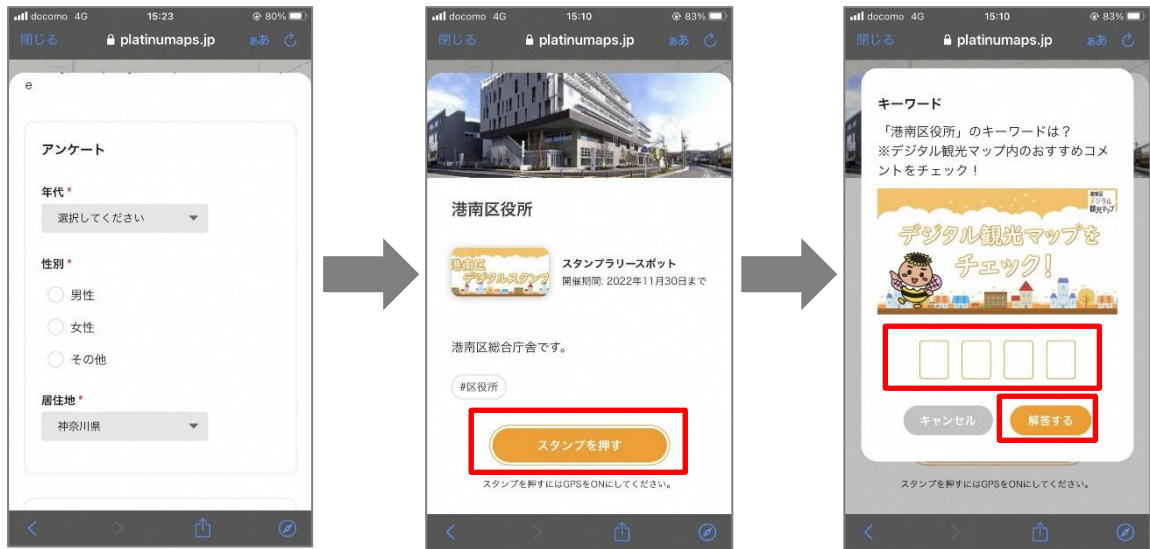 docomo 4G 15:23 80%
閉じる platinumaps.jp ぁあ
e
アンケート
年代 *
選択してください
性別 *
男性
女性
その他
居住地 *
神奈川県
docomo 4G 15:10 83%
閉じる platinumaps.jp ぁあ
港南区役所
港南区
デジタルスタンプ
スタンプラリースポット
開催期間: 2022年11月30日まで
港南区総合庁舎です。
#区役所
スタンプを押す
スタンプを押すにはGPSをONにしてください。
docomo 4G 15:10 83%
閉じる platinumaps.jp ぁあ
キーワード
「港南区役所」のキーワードは?
※デジタル観光マップ内のおすすめコメ
ントをチェック!
港南区
デジタル
観光マップ
デジタル観光マップを
チェック!
キャンセル
解答する
スタンプを押すにはGPSをONにしてください。